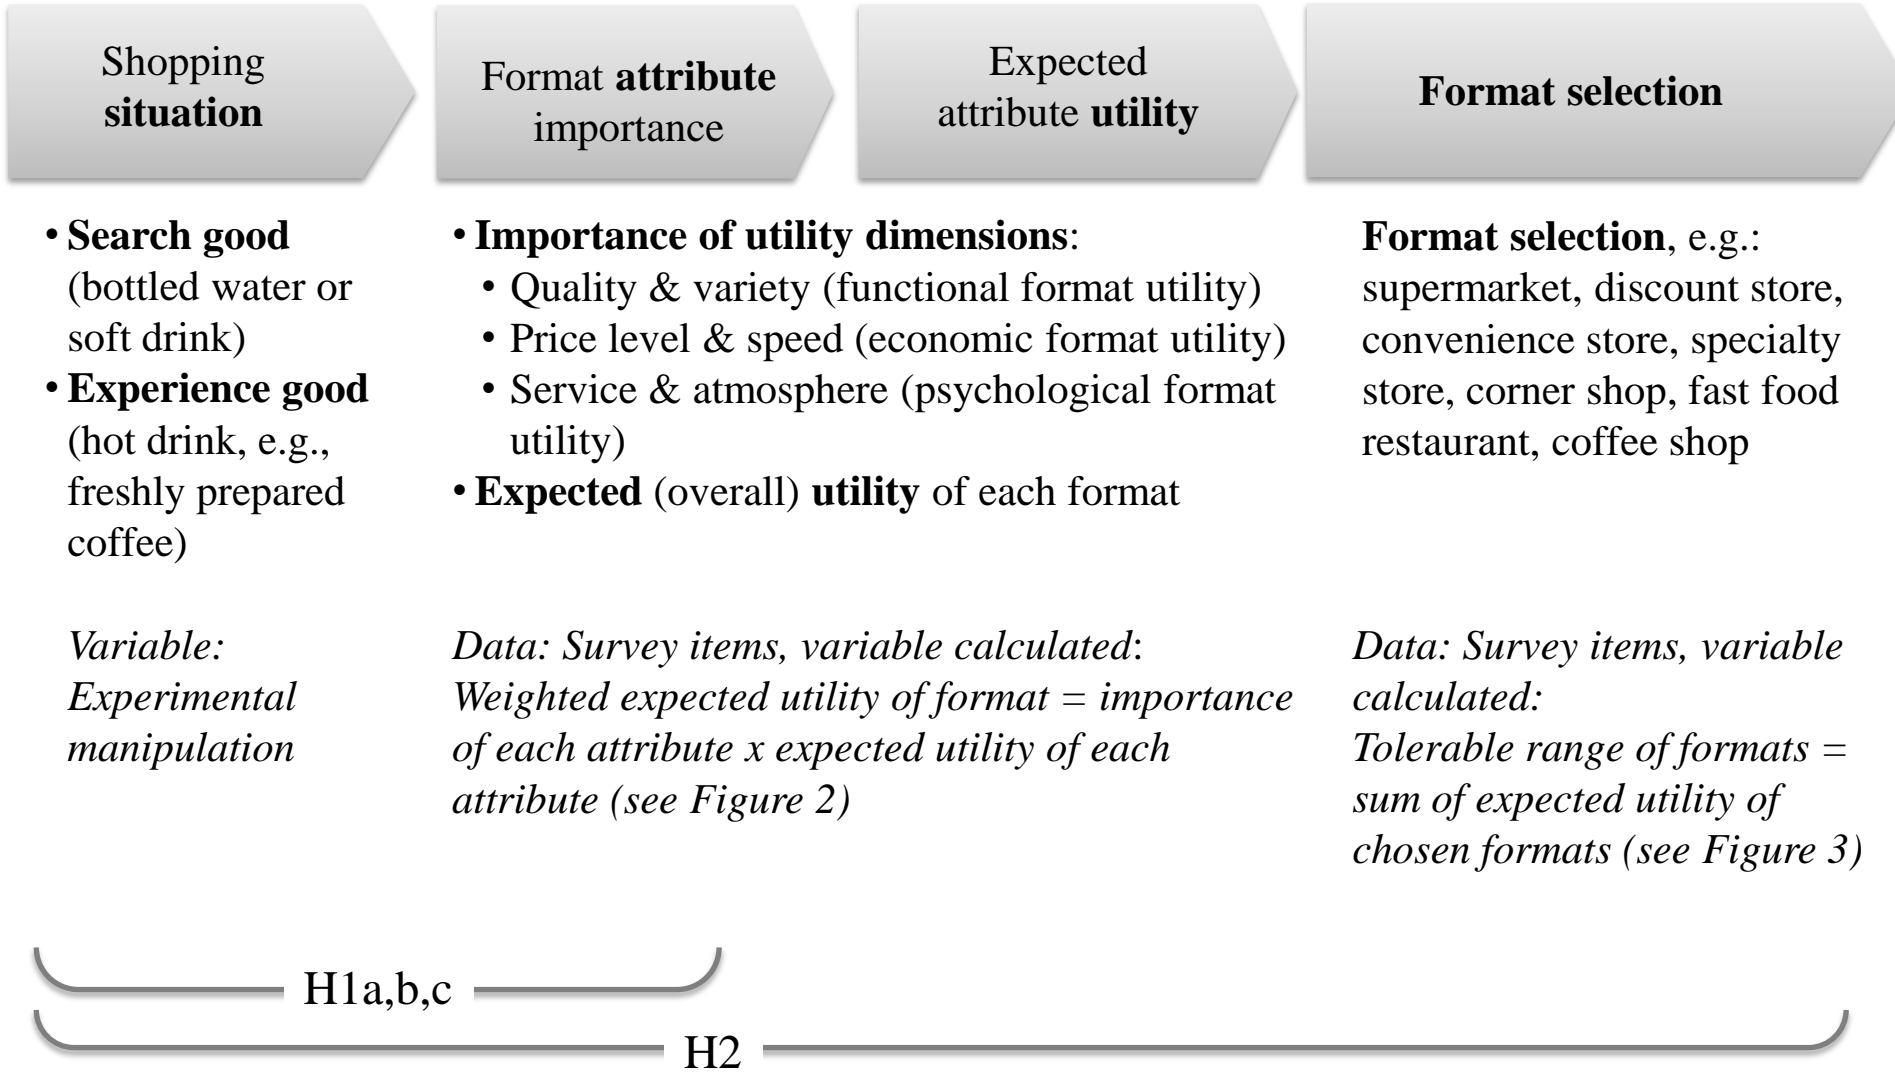 Shopping
situation
Format attribute
importance
Expected
attribute utility
Format selection
• Search good
(bottled water or
soft drink)
• Experience good
(hot drink, e.g.,
freshly prepared
coffee)
• Importance of utility dimensions:
• Quality & variety (functional format utility)
• Price level & speed (economic format utility)
• Service & atmosphere (psychological format
utility)
• Expected (overall) utility of each format
Format selection, e.g.:
supermarket, discount store,
convenience store, specialty
store, corner shop, fast food
restaurant, coffee shop
Variable:
Experimental
manipulation
Data: Survey items, variable calculated:
Weighted expected utility of format = importance
of each attribute x expected utility of each
attribute (see Figure 2)
Data: Survey items, variable
calculated:
Tolerable range of formats =
sum of expected utility of
chosen formats (see Figure 3)
H1a,b,c
H2